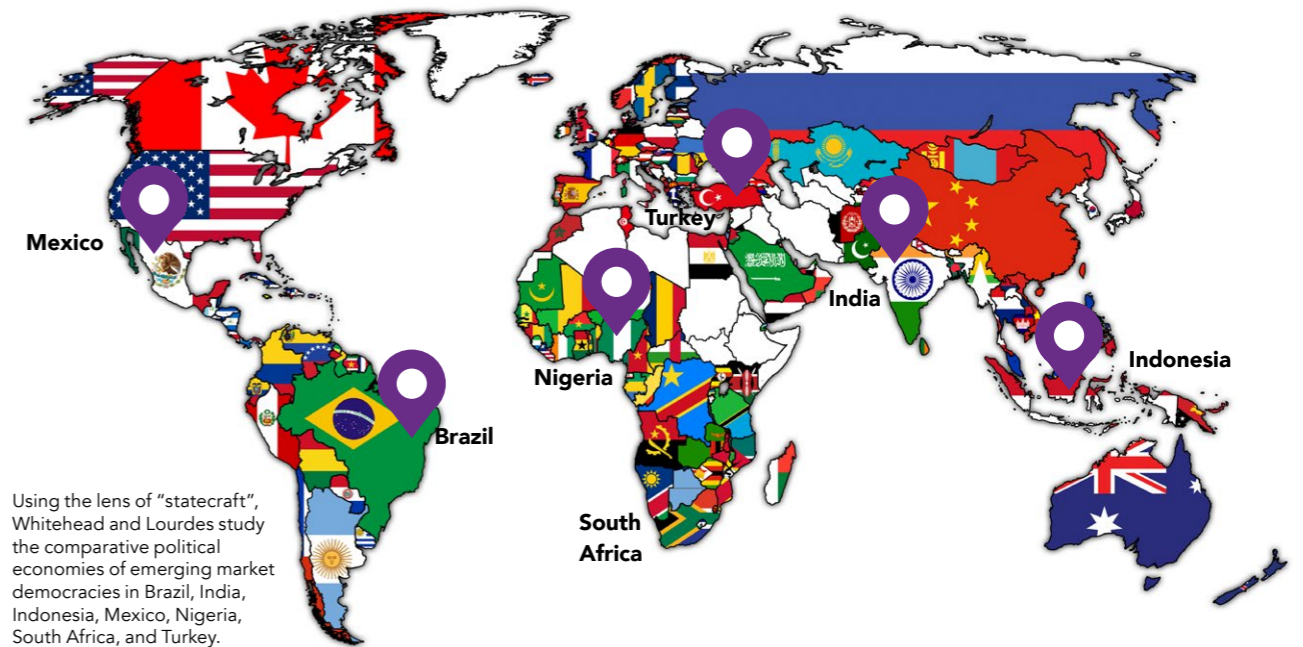 Mexico
Turkey
India
Indonesia
Nigeria
Brazil
South
Africa
Using the lens of “statecraft”,
Whitehead and Lourdes study
the comparative political
economies of emerging market
democracies in Brazil, India,
Indonesia, Mexico, Nigeria,
South Africa, and Turkey.